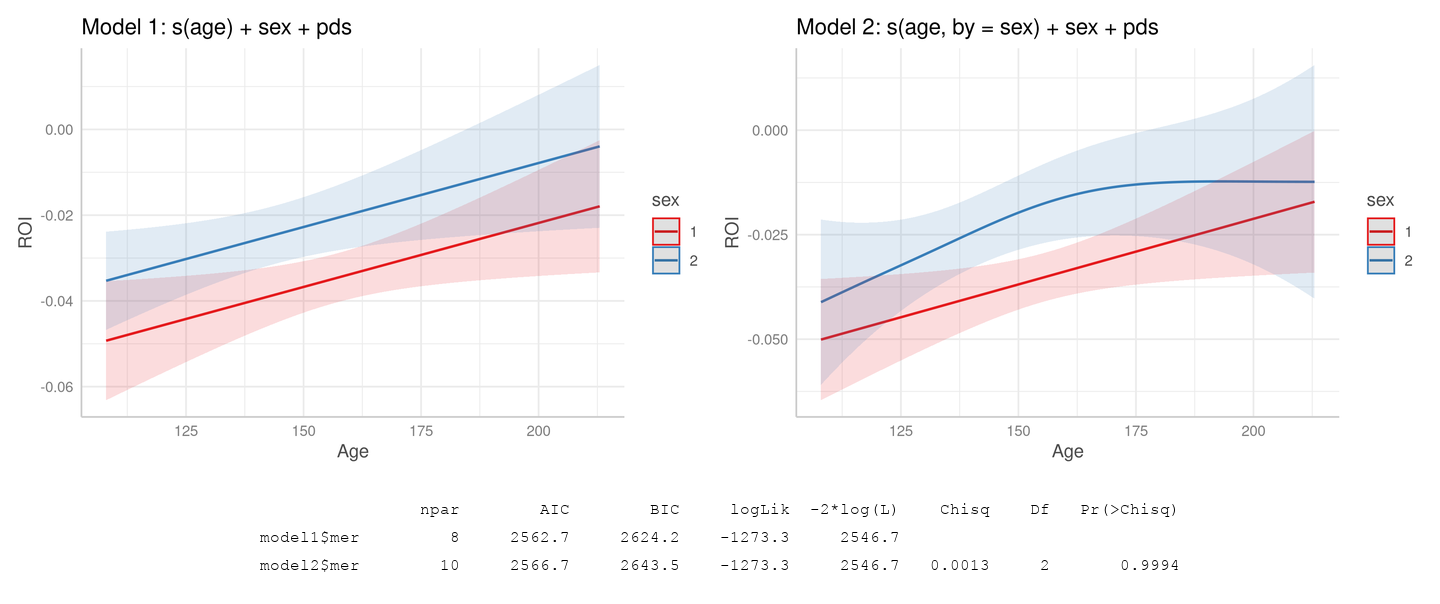 Model 1: s(age) + sex + pds
0.00
-0.02
-0.04
-0.06
ROI
125 150 175 200
Age
sex
1
2
Model 2: s(age, by = sex) + sex + pds
0.000
-0.025
-0.050
ROI
125 150 175 200
Age
sex
1
2
npar AIC BIC logLik -2*log(L) Chisq Df Pr(>Chisq)
model1$mer 8 2562.7 2624.2 -1273.3 2546.7
model2$mer 10 2566.7 2643.5 -1273.3 2546.7 0.0013 2 0.9994